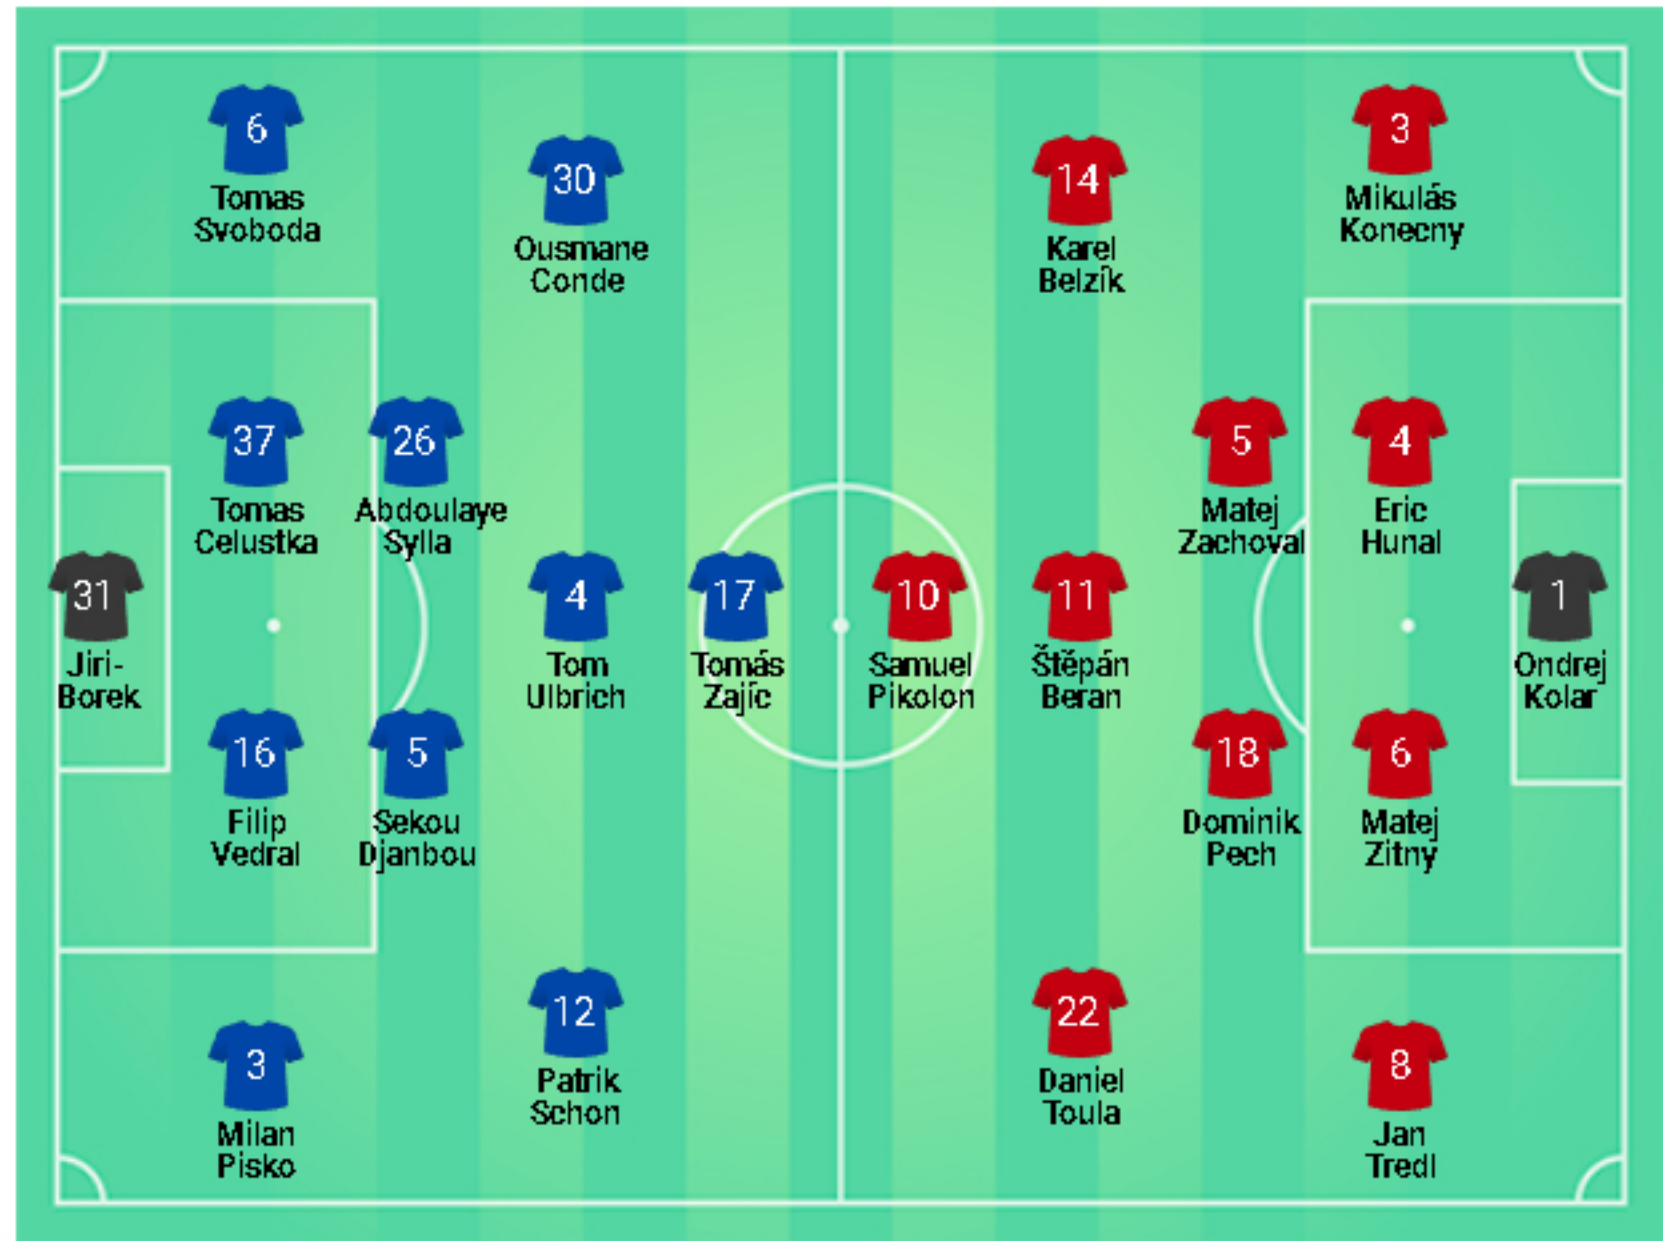 6
Tomas
Svoboda
30
Ousmane
Conde
14
Karel
Belzík
3
Mikulás
Konecny
37
Tomas
Celustka
26
Abdoulaye
Sylla
5
Matej
Zachoval
4
Eric
Hunal
31
Jiri-
Borek
4
Tom
Ulbrich
17
Tomás
Zajíc
10
Samuel
Pikolon
11
Štěpán
Beran
1
Ondrej
Kolar
16
Filip
Vedral
5
Sekou
Djanbou
18
Dominik
Pech
6
Matej
Zitny
12
Patrik
Schon
22
Daniel
Toula
3
Milan
Pisko
8
Jan
Tredl